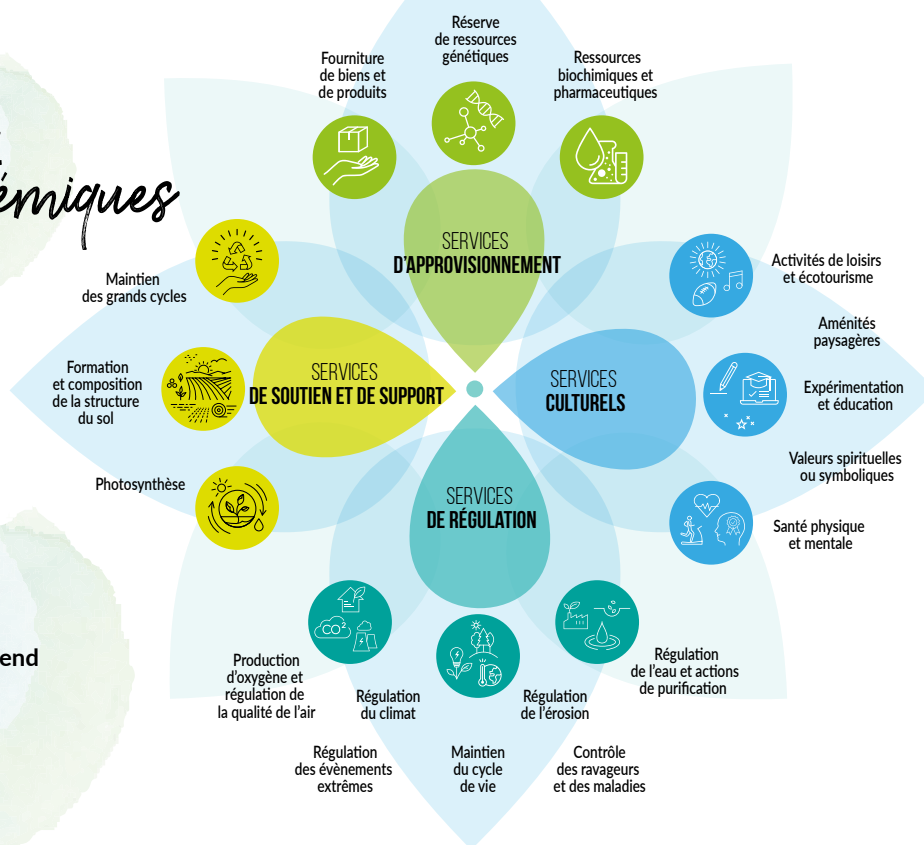 émiques
Réserve
de ressources
génétiques
Fourniture
de biens et
de produits
Ressources
biochimiques et
pharmaceutiques
SERVICES
D'APPROVISIONNEMENT
Maintien
des grands cycles
Formation
et composition
de la structure
du sol
Photosynthèse
SERVICES
DE SOUTIEN ET DE SUPPORT
SERVICES
CULTURELS
Activités de loisirs
et écotourisme
Aménités
paysagères
Expérimentation
et éducation
Valeurs spirituelles
ou symboliques
Santé physique
et mentale
SERVICES
DE RÉGULATION
CO2
end
Production
d'oxygène et
régulation de
la qualité de l'air
Régulation
du climat
Régulation
de l'érosion
Régulation
de l'eau et actions
de purification
Régulation
des évènements
extrêmes
Maintien
du cycle
de vie
Contrôle
des ravageurs
et des maladies